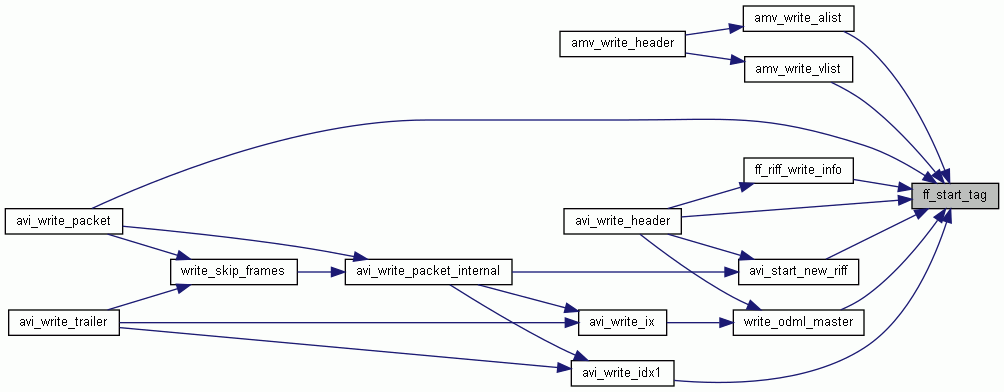 amv_write_alist
amv_write_header
amv_write_vlist
ff_riff_write_info
ff_start_tag
avi_write_packet
avi_write_header
write_skip_frames
avi_write_packet_internal
avi_start_new_riff
avi_write_trailer
avi_write_ix
write_odml_master
avi_write_idx1